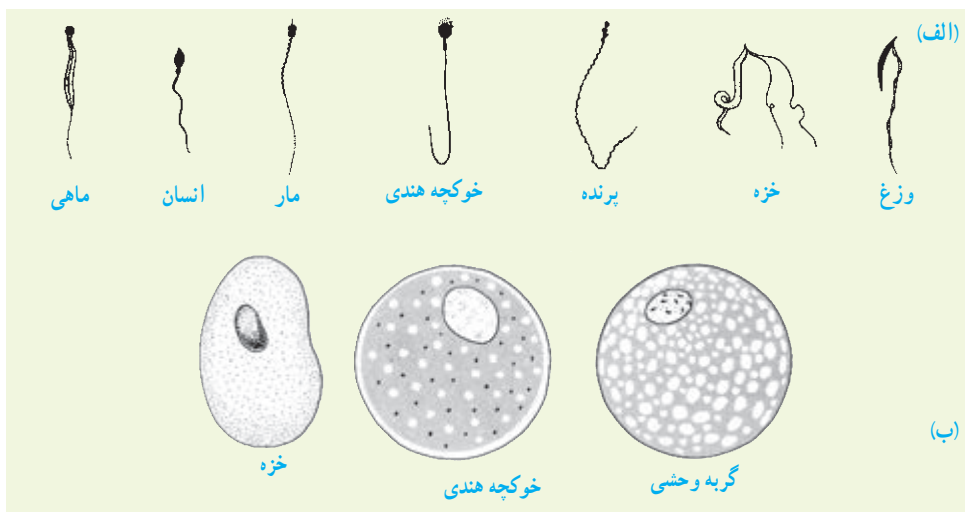 (الف)
وزغ
خزه
پرنده
خوکچه هندی
مار
انسان
ماهی
(ب)
گربه وحشی
خوکچه هندی
خزه